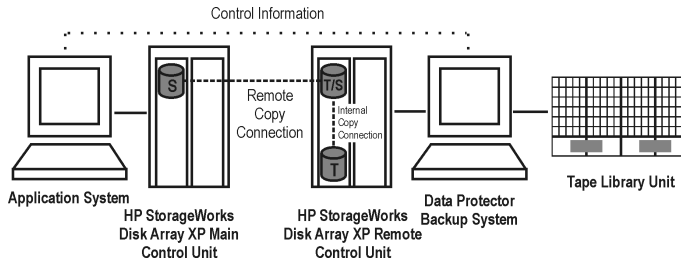 Control Information
S
T/S
Remote
Copy
Connection
Internal
Copy
Connection
T
Application System
HP StorageWorks
Disk Array XP Main
Control Unit
HP StorageWorks
Disk Array XP Remote
Control Unit
Data Protector
Backup System
Tape Library Unit